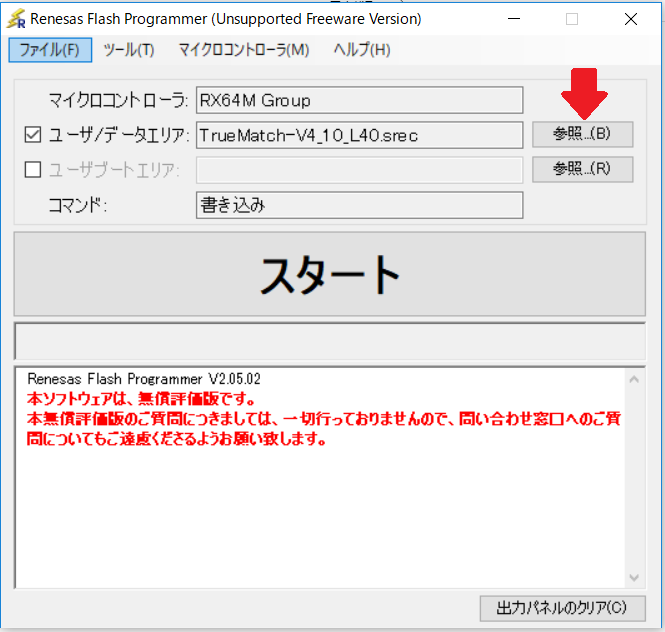 Renesas Flash Programmer (Unsupported Freeware Version)
ファイル(F) ツール(T) マイクロコントローラ(M) ヘルプ(H)
マイクロコントローラ: RX64M Group
ユーザ/データエリア: TrueMatch-V4_10_L40.srec 参照...(B)
ユーザブートエリア: 参照...(R)
コマンド: 書き込み
スタート
Renesas Flash Programmer V2.05.02
本ソフトウェアは、無償評価版です。
本無償評価版のご質問につきましては、一切行っておりませんので、問い合わせ窓口へのご質
問についてもご遠慮くださるようお願い致します。
出力パネルのクリア(C)